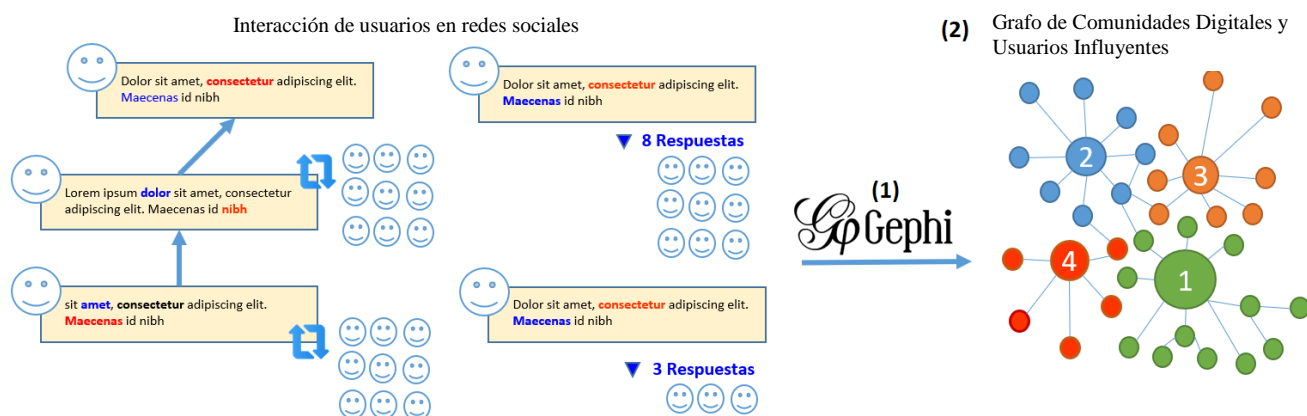 Interacción de usuarios en redes sociales
Dolor sit amet, consectetur adipiscing elit.
Maecenas id nibh
Lorem ipsum dolor sit amet, consectetur
adipiscing elit. Maecenas id nibh
sit amet, consectetur adipiscing elit.
Maecenas id nibh
Dolor sit amet, consectetur adipiscing elit.
Maecenas id nibh
8 Respuestas
Dolor sit amet, consectetur adipiscing elit.
Maecenas id nibh
3 Respuestas
(1)
Gφ Gephi
(2) Grafo de Comunidades Digitales y
Usuarios Influyentes
2
3
4
1